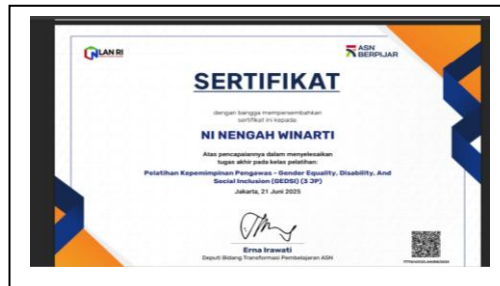 LAN RI
ASN
BERPIJAR
SERTIFIKAT
dengan bangga mempersembahkan
sertifikat ini kepada:
NI NENGAH WINARTI
Atas pencapaiannya dalam menyelesaikan
tugas akhir pada kelas pelatihan:
Pelatihan Kepemimpinan Pengawas - Gender Equality, Disability, And
Social Inclusion (GEDSI) (3 JP)
Jakarta, 21 Juni 2025
Erna Irawati
Deputi Bidang Transformasi Pembelajaran ASN